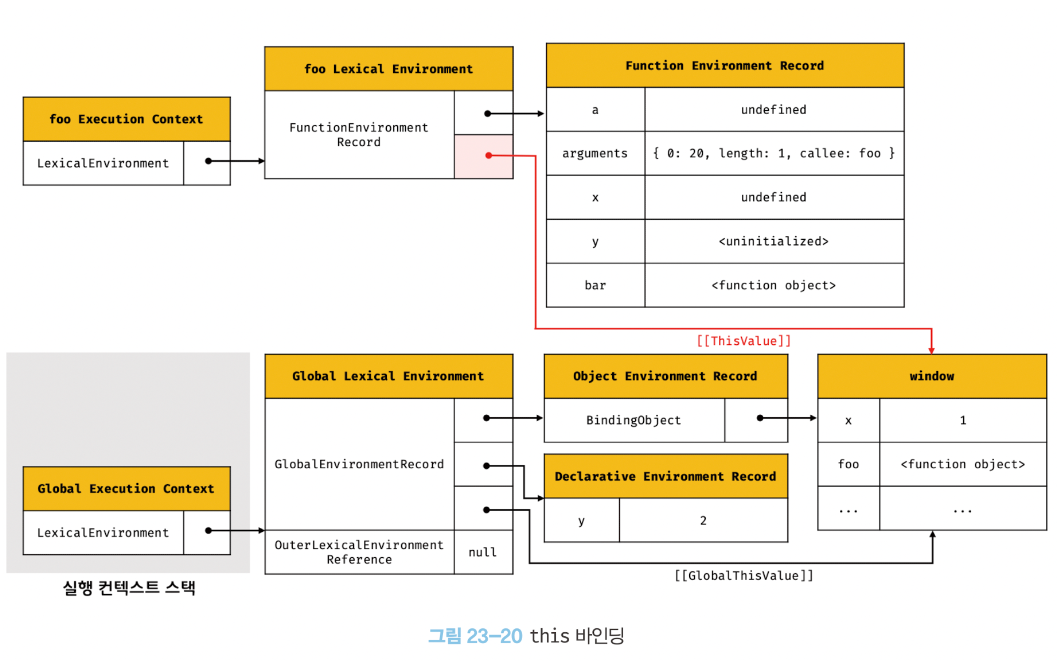 foo Execution Context
LexicalEnvironment
foo Lexical Environment
FunctionEnvironment
Record
Function Environment Record
a undefined
arguments { 0: 20, length: 1, callee: foo }
x undefined
y <uninitialized>
bar <function object>
[[ThisValue]]
Global Execution Context
LexicalEnvironment
실행 컨텍스트 스택
Global Lexical Environment
GlobalEnvironmentRecord
OuterLexicalEnvironment
Reference
null
Object Environment Record
BindingObject
Declarative Environment Record
y 2
window
x 1
foo <function object>
... ...
[[GlobalThisValue]]
그림 23-20 this 바인딩